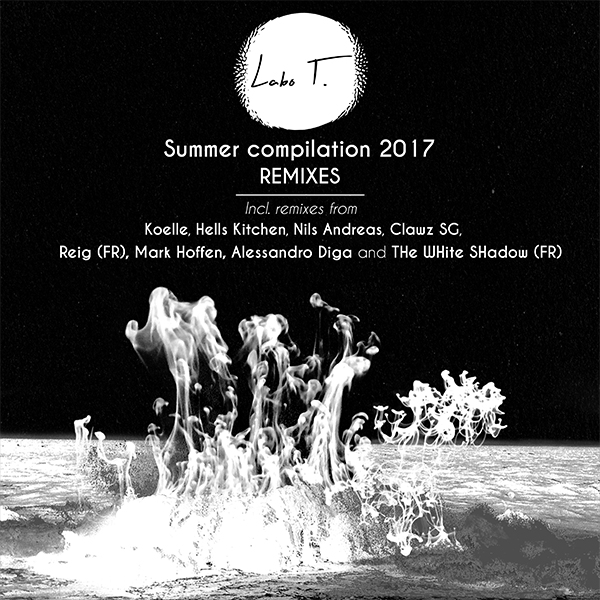 Labo T.
Summer compilation 2017
REMIXES
Incl. remixes from
Koelle, Hells Kitchen, Nils Andreas, Clawz SG,
Reig (FR), Mark Hoffen, Alessandro Diga and THe WHite SHadow (FR)